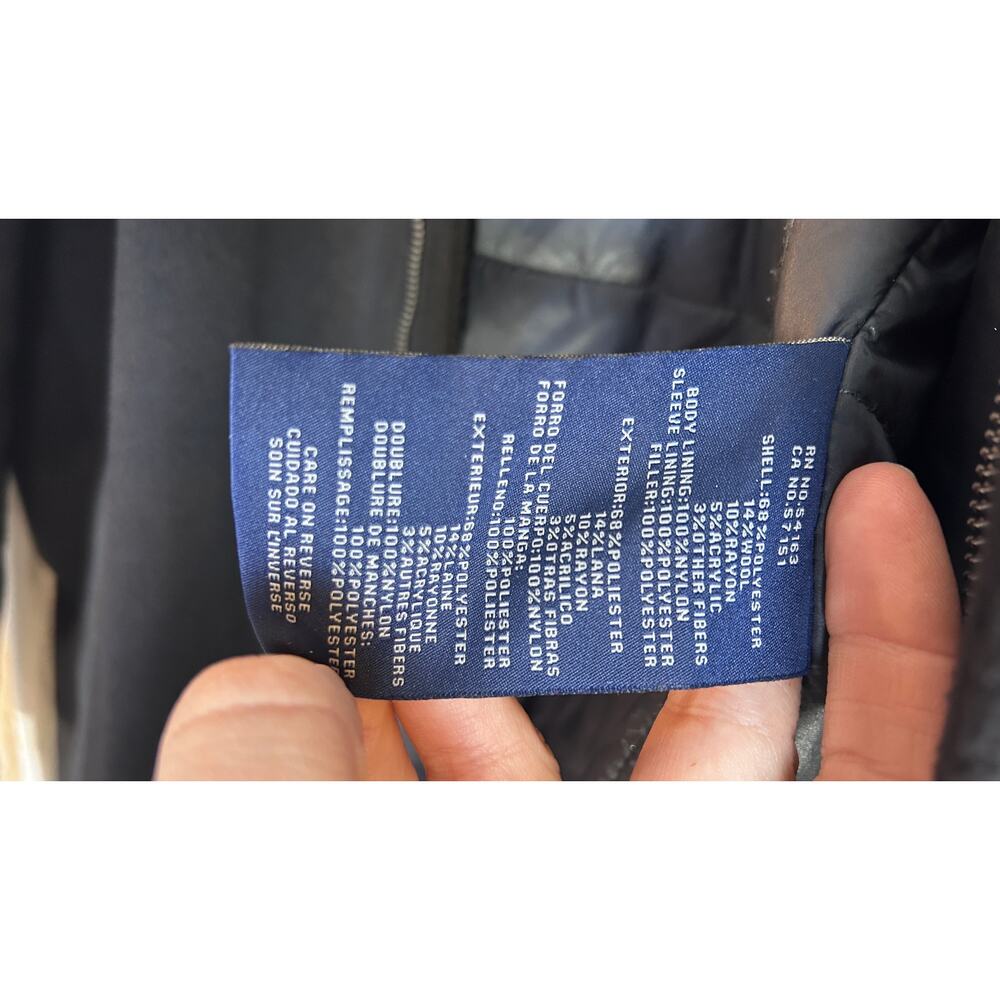 RN NO.54163
CA NO.57151
SHELL:68%POLYESTER
14%WOOL
10%RAYON
5%ACRYLIC
3%OTHER FIBERS
BODY LINING:100%NYLON
SLEEVE LINING:100%POLYESTER
FILLER:100%POLYESTER
EXTERIOR:68%POLIESTER
14%LANA
10%RAYON
5%ACRILICO
3%OTRAS FIBRAS
FORRO DEL CUERPO:100%NYLON
FORRO DE LA MANGA:
100%POLIESTER
RELLENO:100%POLIESTER
EXTERIEUR:68%POLYESTER
14%LAINE
10%RAYONNE
5%ACRYLIQUE
3%AUTRES FIBERS
DOUBLURE:100%NYLON
DOUBLURE DE MANCHES:
100%POLYESTER
REMPLISSAGE:100%POLYESTER
CARE ON REVERSE
CUIDADO AL REVERSO
SOIN SUR L'INVERSE